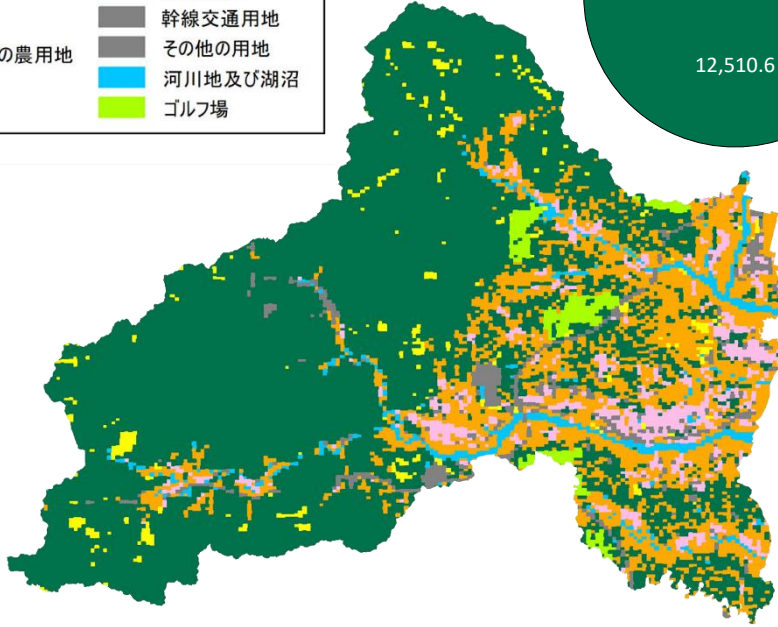 幹線交通用地
の農用地
その他の用地
河川地及び湖沼
ゴルフ場
12,510.6